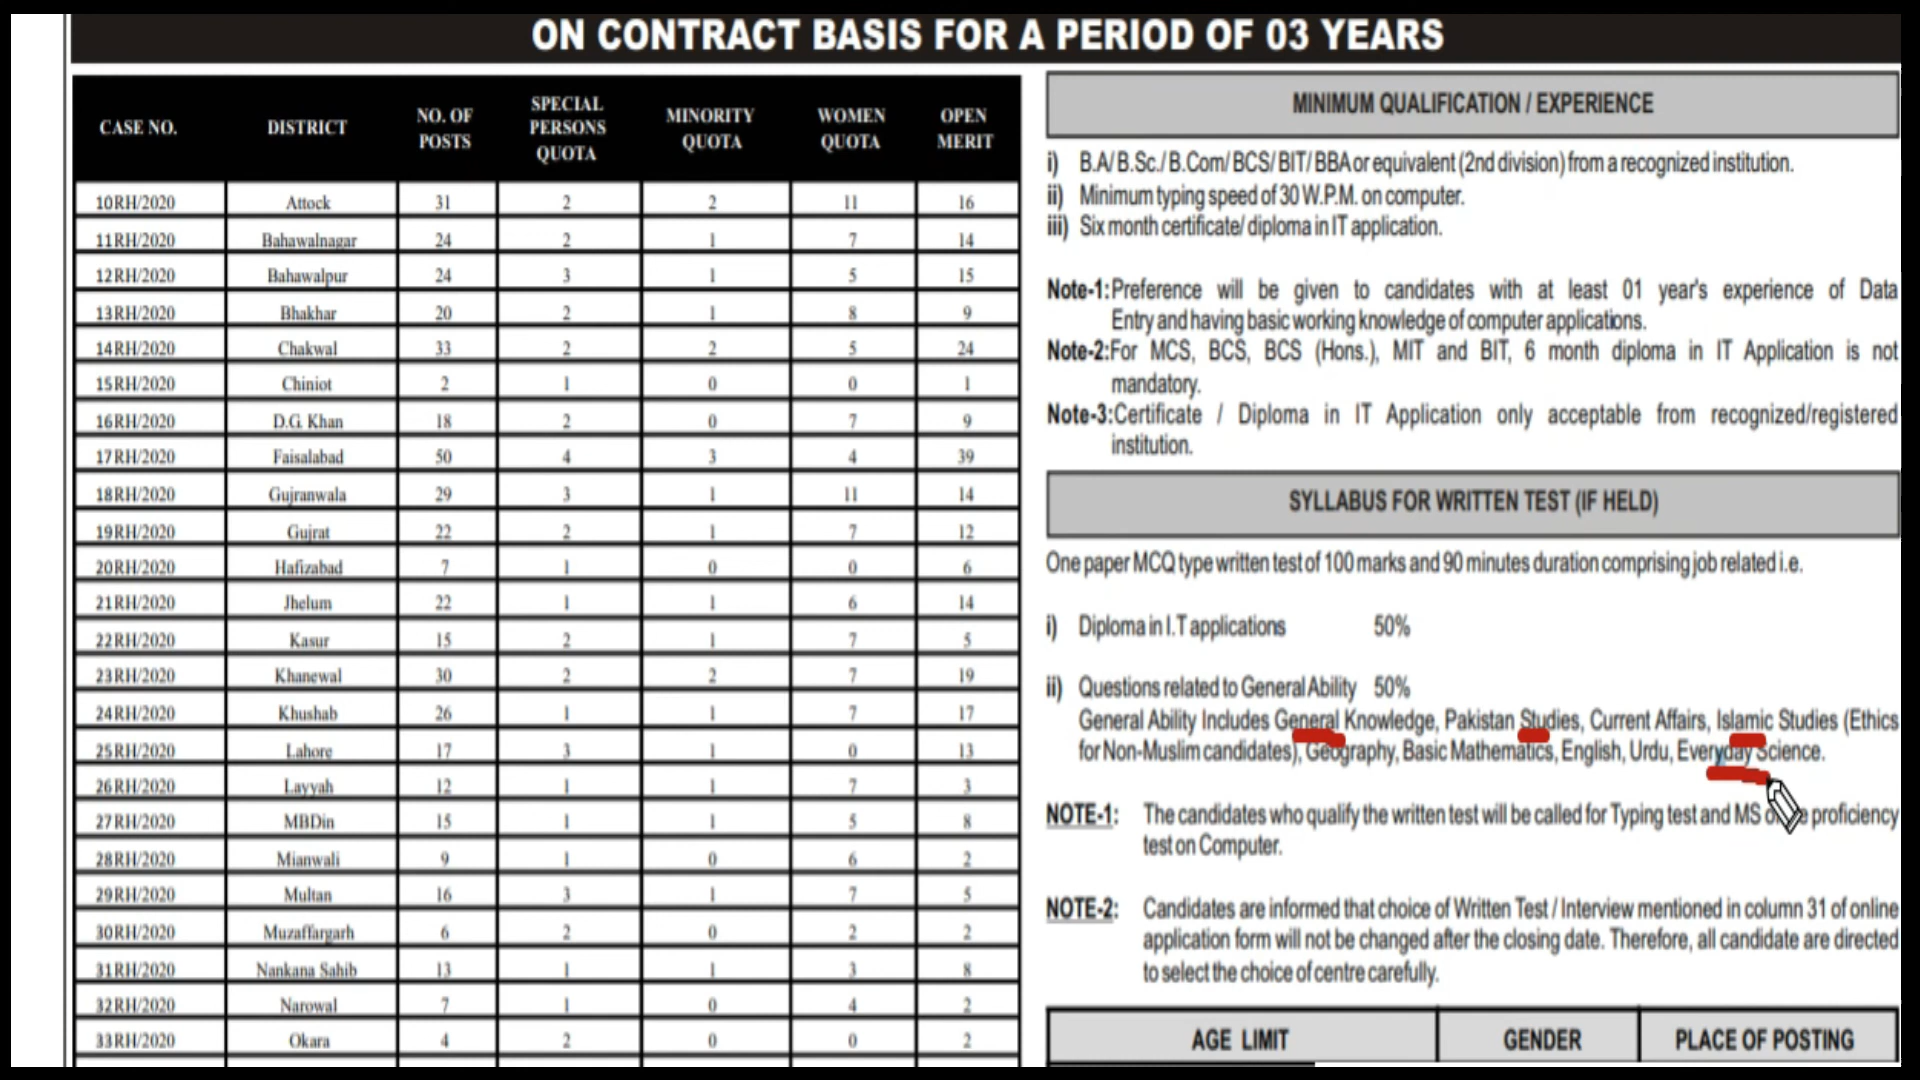 ON CONTRACT BASIS FOR A PERIOD OF 03 YEARS
CASE NO. DISTRICT NO. OF POSTS SPECIAL PERSONS QUOTA MINORITY QUOTA WOMEN QUOTA OPEN MERIT
10RH/2020 Attock 31 2 2 11 16
11RH/2020 Bahawalnagar 24 2 1 7 14
12RH/2020 Bahawalpur 24 3 1 5 15
13RH/2020 Bhakhar 20 2 1 8 9
14RH/2020 Chakwal 33 2 2 5 24
15RH/2020 Chiniot 2 1 0 0 1
16RH/2020 D.G. Khan 18 2 0 7 9
17RH/2020 Faisalabad 50 4 3 4 39
18RH/2020 Gujranwala 29 3 1 11 14
19RH/2020 Gujrat 22 2 1 7 12
20RH/2020 Hafizabad 7 1 0 0 6
21RH/2020 Jhelum 22 1 1 6 14
22RH/2020 Kasur 15 2 1 7 5
23RH/2020 Khanewal 30 2 2 7 19
24RH/2020 Khushab 26 1 1 7 17
25RH/2020 Lahore 17 3 1 0 13
26RH/2020 Layyah 12 1 1 7 3
27RH/2020 MBDin 15 1 1 5 8
28RH/2020 Mianwali 9 1 0 6 2
29RH/2020 Multan 16 3 1 7 5
30RH/2020 Muzaffargarh 6 2 0 2 2
31RH/2020 Nankana Sahib 13 1 1 3 8
32RH/2020 Narowal 7 1 0 4 2
33RH/2020 Okara 4 2 0 0 2
MINIMUM QUALIFICATION / EXPERIENCE
i) B.A/ B.Sc./ B.Com/ BCS/ BIT/ BBA or equivalent (2nd division) from a recognized institution.
ii) Minimum typing speed of 30 W.P.M. on computer.
iii) Six month certificate/ diploma in IT application.
Note-1: Preference will be given to candidates with at least 01 year's experience of Data
Entry and having basic working knowledge of computer applications.
Note-2: For MCS, BCS, BCS (Hons.), MIT and BIT, 6 month diploma in IT Application is not
mandatory.
Note-3: Certificate / Diploma in IT Application only acceptable from recognized/registered
institution.
SYLLABUS FOR WRITTEN TEST (IF HELD)
One paper MCQ type written test of 100 marks and 90 minutes duration comprising job related i.e.
i) Diploma in I.T applications 50%
ii) Questions related to General Ability 50%
General Ability Includes General Knowledge, Pakistan Studies, Current Affairs, Islamic Studies (Ethics
for Non-Muslim candidates), Geography, Basic Mathematics, English, Urdu, Everyday Science.
NOTE-1: The candidates who qualify the written test will be called for Typing test and MS proficiency
test on Computer.
NOTE-2: Candidates are informed that choice of Written Test / Interview mentioned in column 31 of online
application form will not be changed after the closing date. Therefore, all candidate are directed
to select the choice of centre carefully.
AGE LIMIT GENDER PLACE OF POSTING